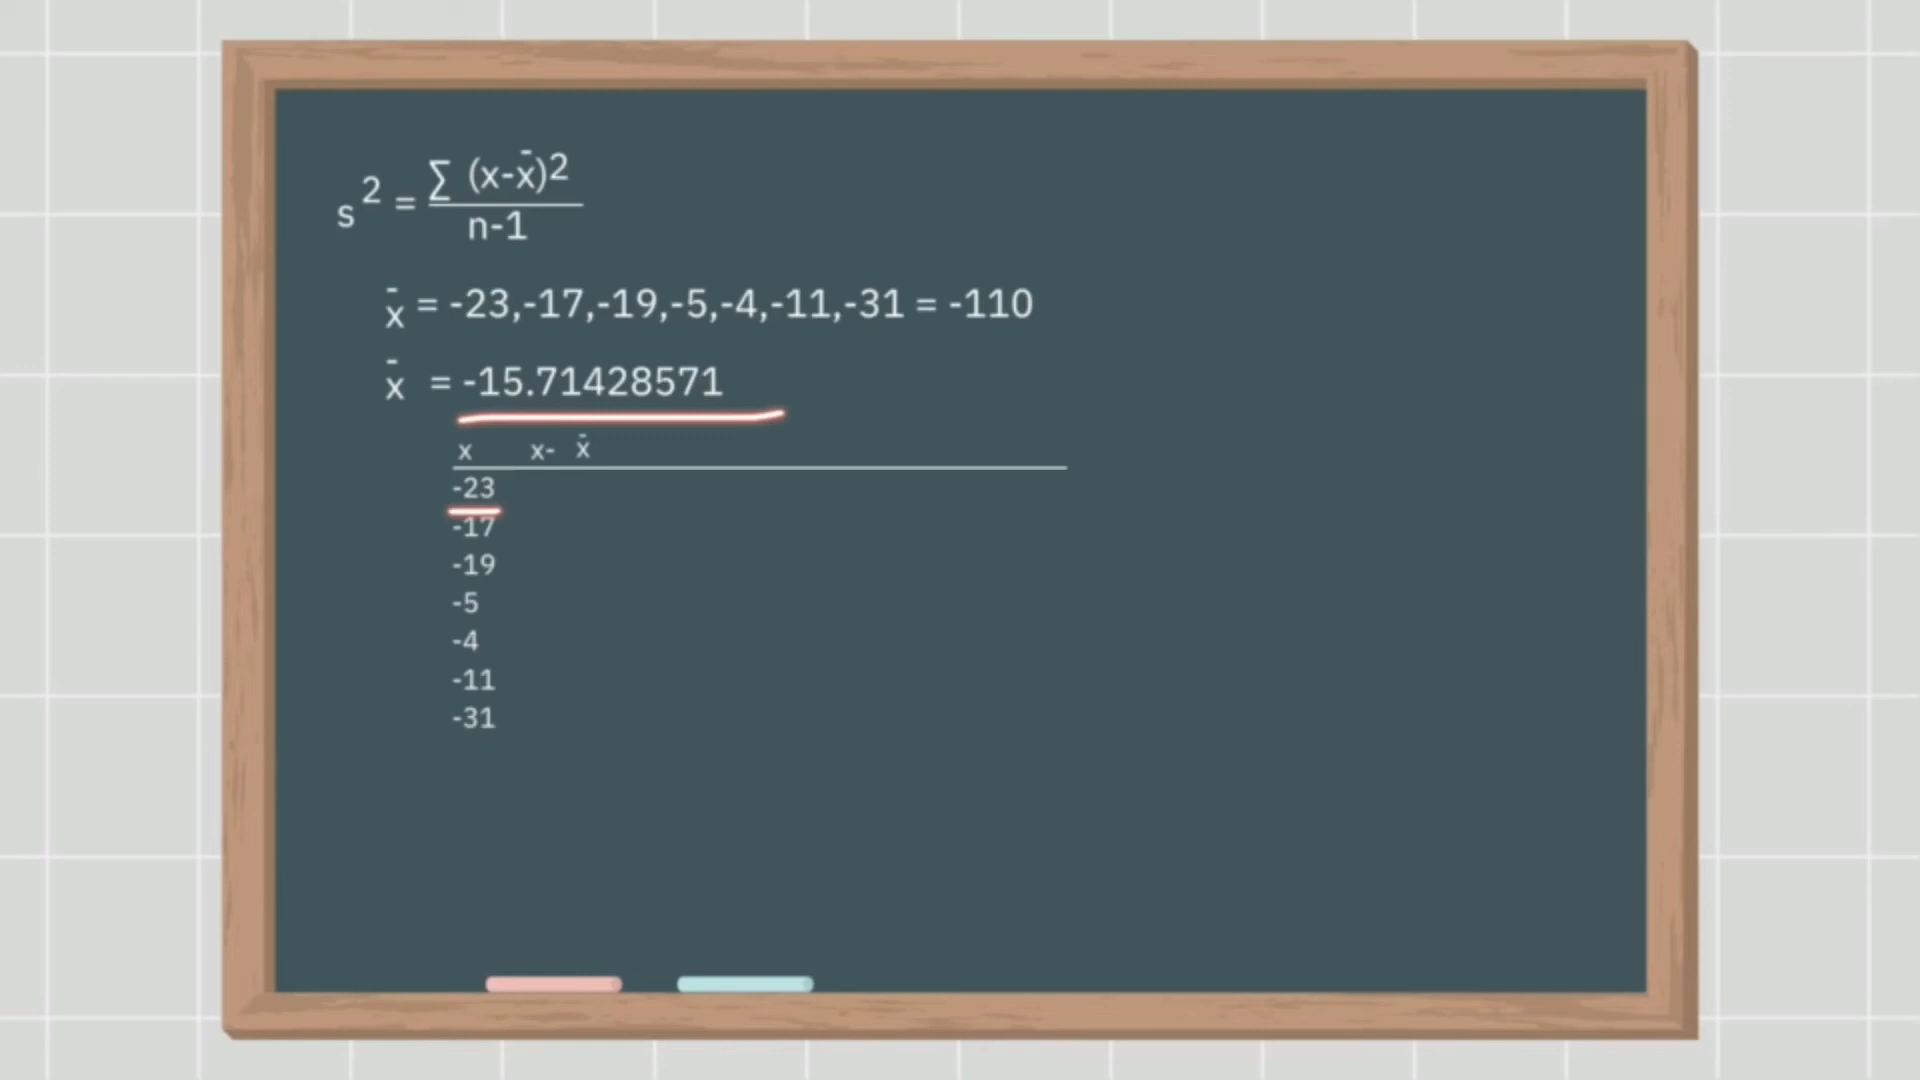 s² = ∑ (x-x̄)²
n-1
x̄ = -23,-17,-19,-5,-4,-11,-31 = -110
x̄ = -15.71428571
x x- x̄
-23
-17
-19
-5
-4
-11
-31